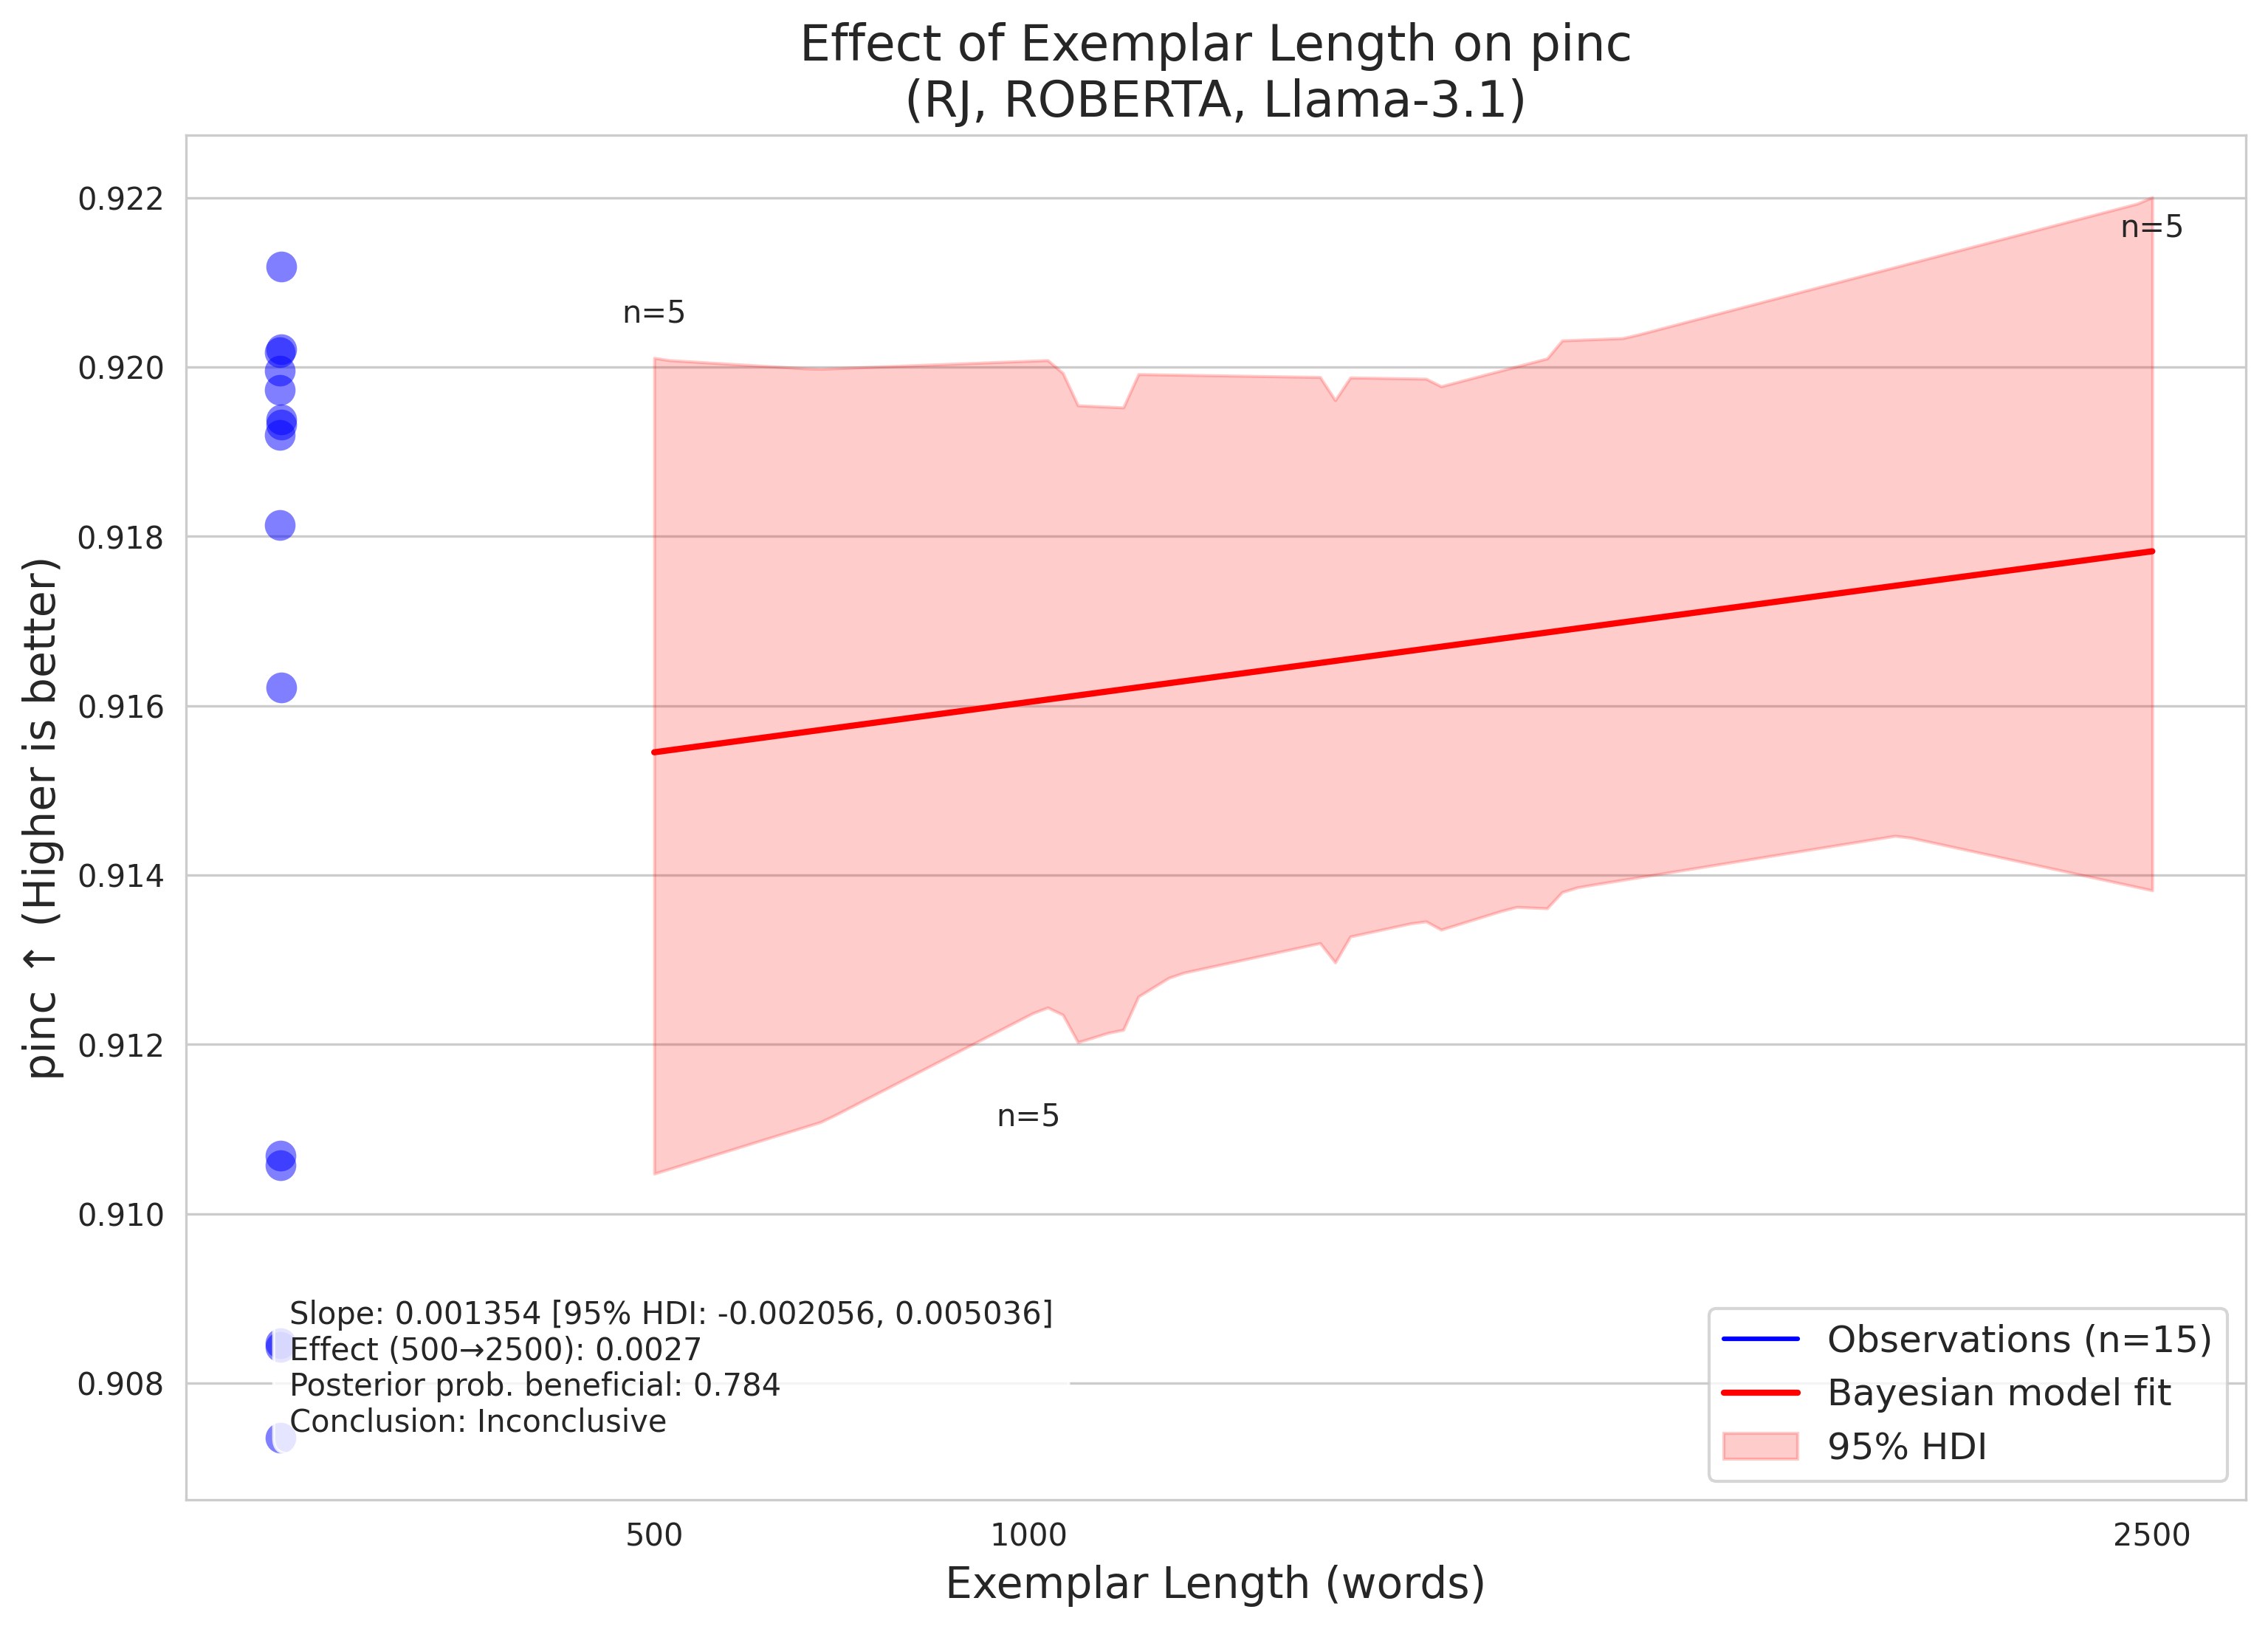 Effect of Exemplar Length on pinc
(RJ, ROBERTA, Llama-3.1)
pinc ↑ (Higher is better)
0.922
0.920
0.918
0.916
0.914
0.912
0.910
0.908
n=5
n=5
n=5
Slope: 0.001354 [95% HDI: -0.002056, 0.005036]
Effect (500→2500): 0.0027
Posterior prob. beneficial: 0.784
Conclusion: Inconclusive
Observations (n=15)
Bayesian model fit
95% HDI
500
1000
2500
Exemplar Length (words)